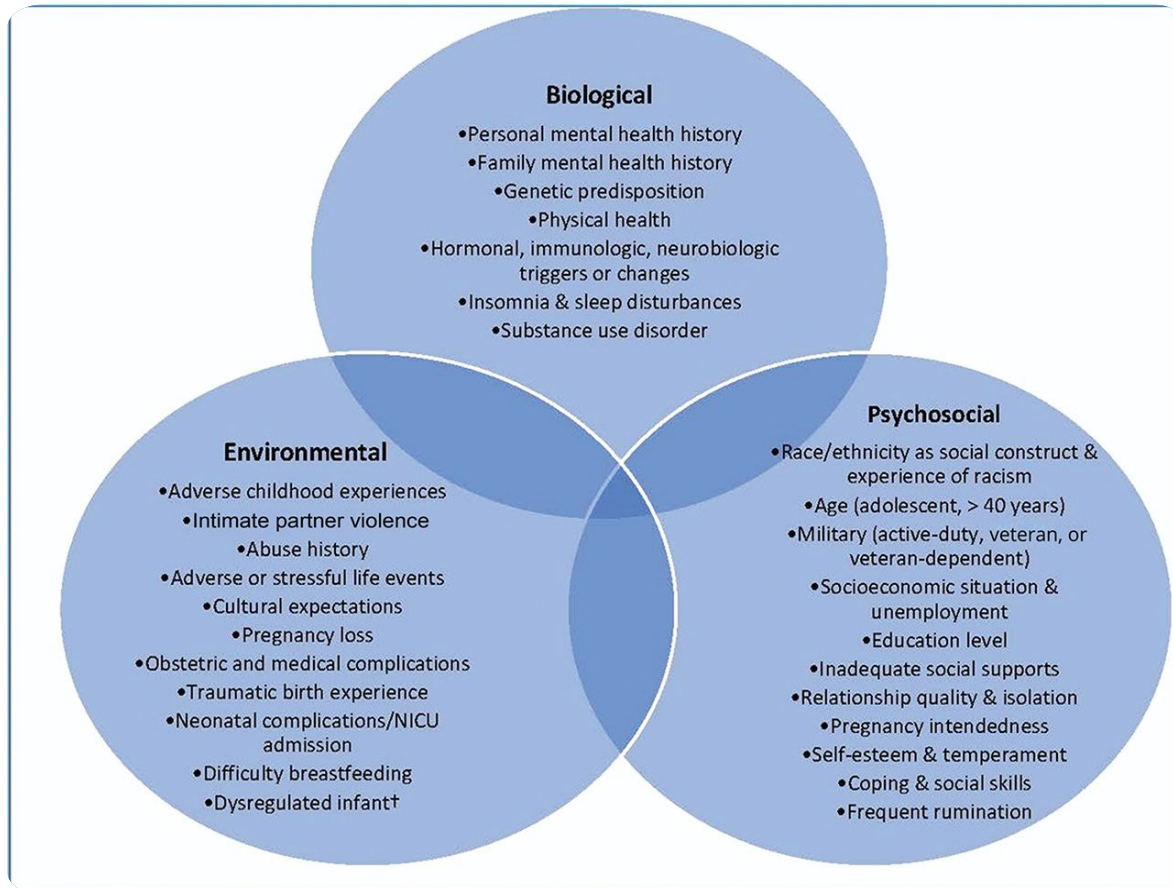 Biological
•Personal mental health history
•Family mental health history
•Genetic predisposition
•Physical health
•Hormonal, immunologic, neurobiologic
triggers or changes
•Insomnia & sleep disturbances
•Substance use disorder
Environmental
•Adverse childhood experiences
•Intimate partner violence
•Abuse history
•Adverse or stressful life events
•Cultural expectations
•Pregnancy loss
•Obstetric and medical complications
•Traumatic birth experience
•Neonatal complications/NICU
admission
•Difficulty breastfeeding
•Dysregulated infant†
Psychosocial
•Race/ethnicity as social construct &
experience of racism
•Age (adolescent, > 40 years)
•Military (active-duty, veteran, or
veteran-dependent)
•Socioeconomic situation &
unemployment
•Education level
•Inadequate social supports
•Relationship quality & isolation
•Pregnancy intendedness
•Self-esteem & temperament
•Coping & social skills
•Frequent rumination